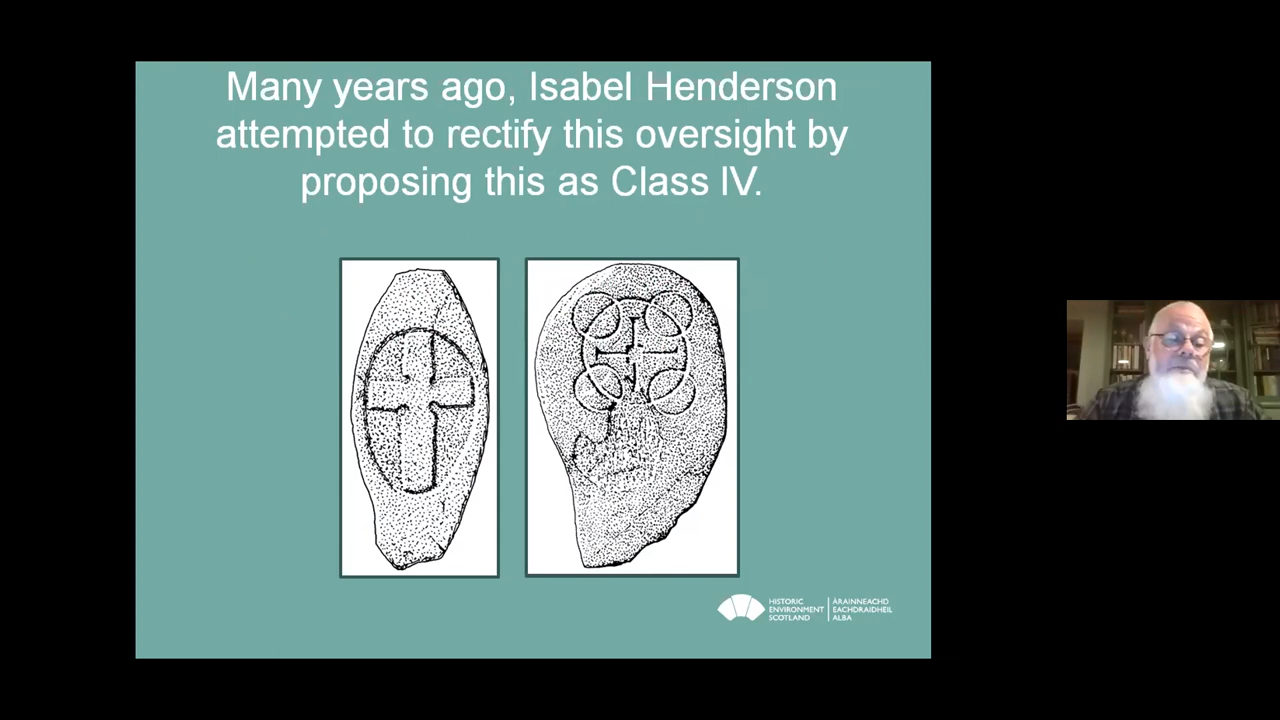 Many years ago, Isabel Henderson
attempted to rectify this oversight by
proposing this as Class IV.
HISTORIC
ENVIRONMENT
SCOTLAND
ÀRAINNEACHD
EACHDRAIDHEIL
ALBA